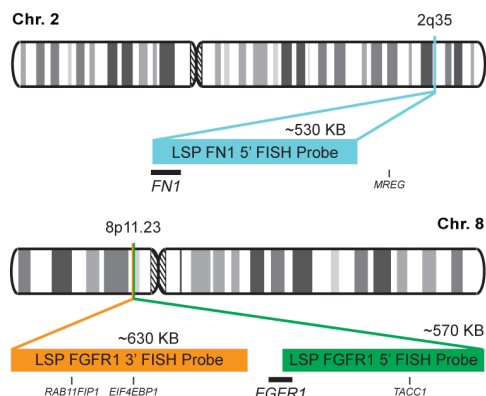 Chr. 2
2q35
~530 KB
LSP FN1 5' FISH Probe
FN1
MREG
8p11.23
Chr. 8
~630 KB
~570 KB
LSP FGFR1 3' FISH Probe
LSP FGFR1 5' FISH Probe
RAB11FIP1
EIF4EBP1
FGFR1
TACC1